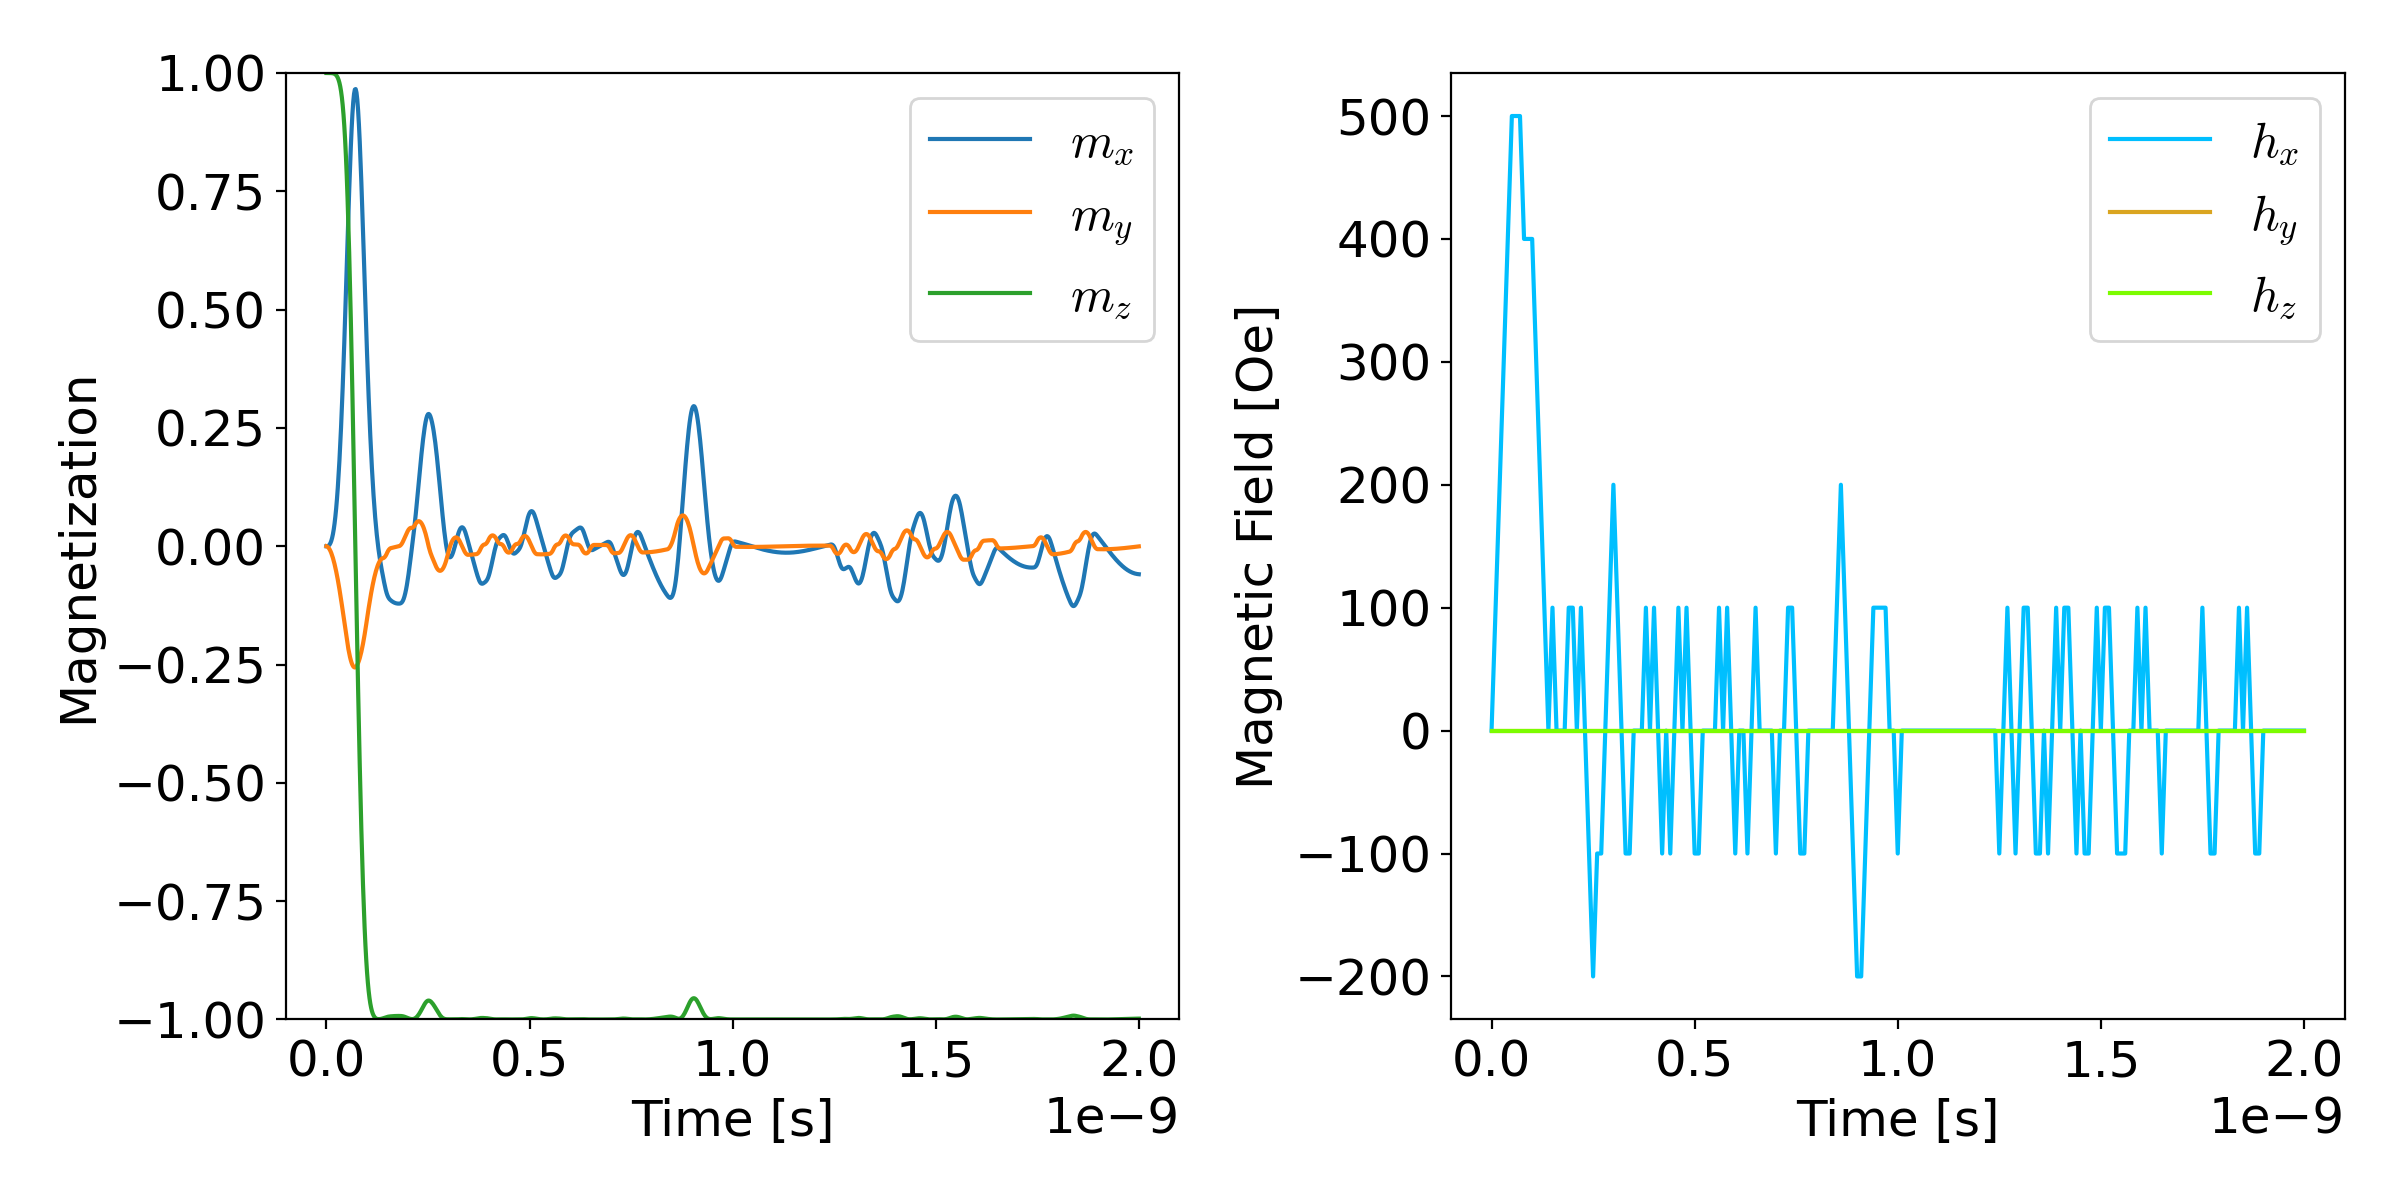 Magnetization
1.00
0.75
0.50
0.25
0.00
−0.25
−0.50
−0.75
−1.00
0.0 0.5 1.0 1.5 2.0
Time [s]
1e−9
m_x
m_y
m_z
Magnetic Field [Oe]
500
400
300
200
100
0
−100
−200
0.0 0.5 1.0 1.5 2.0
Time [s]
1e−9
h_x
h_y
h_z